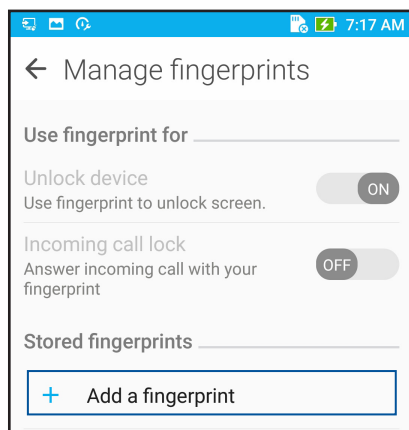 7:17 AM
Manage fingerprints
Use fingerprint for
Unlock device
ON
Use fingerprint to unlock screen.
Incoming call lock
OFF
Answer incoming call with your
fingerprint
Stored fingerprints
+ Add a fingerprint